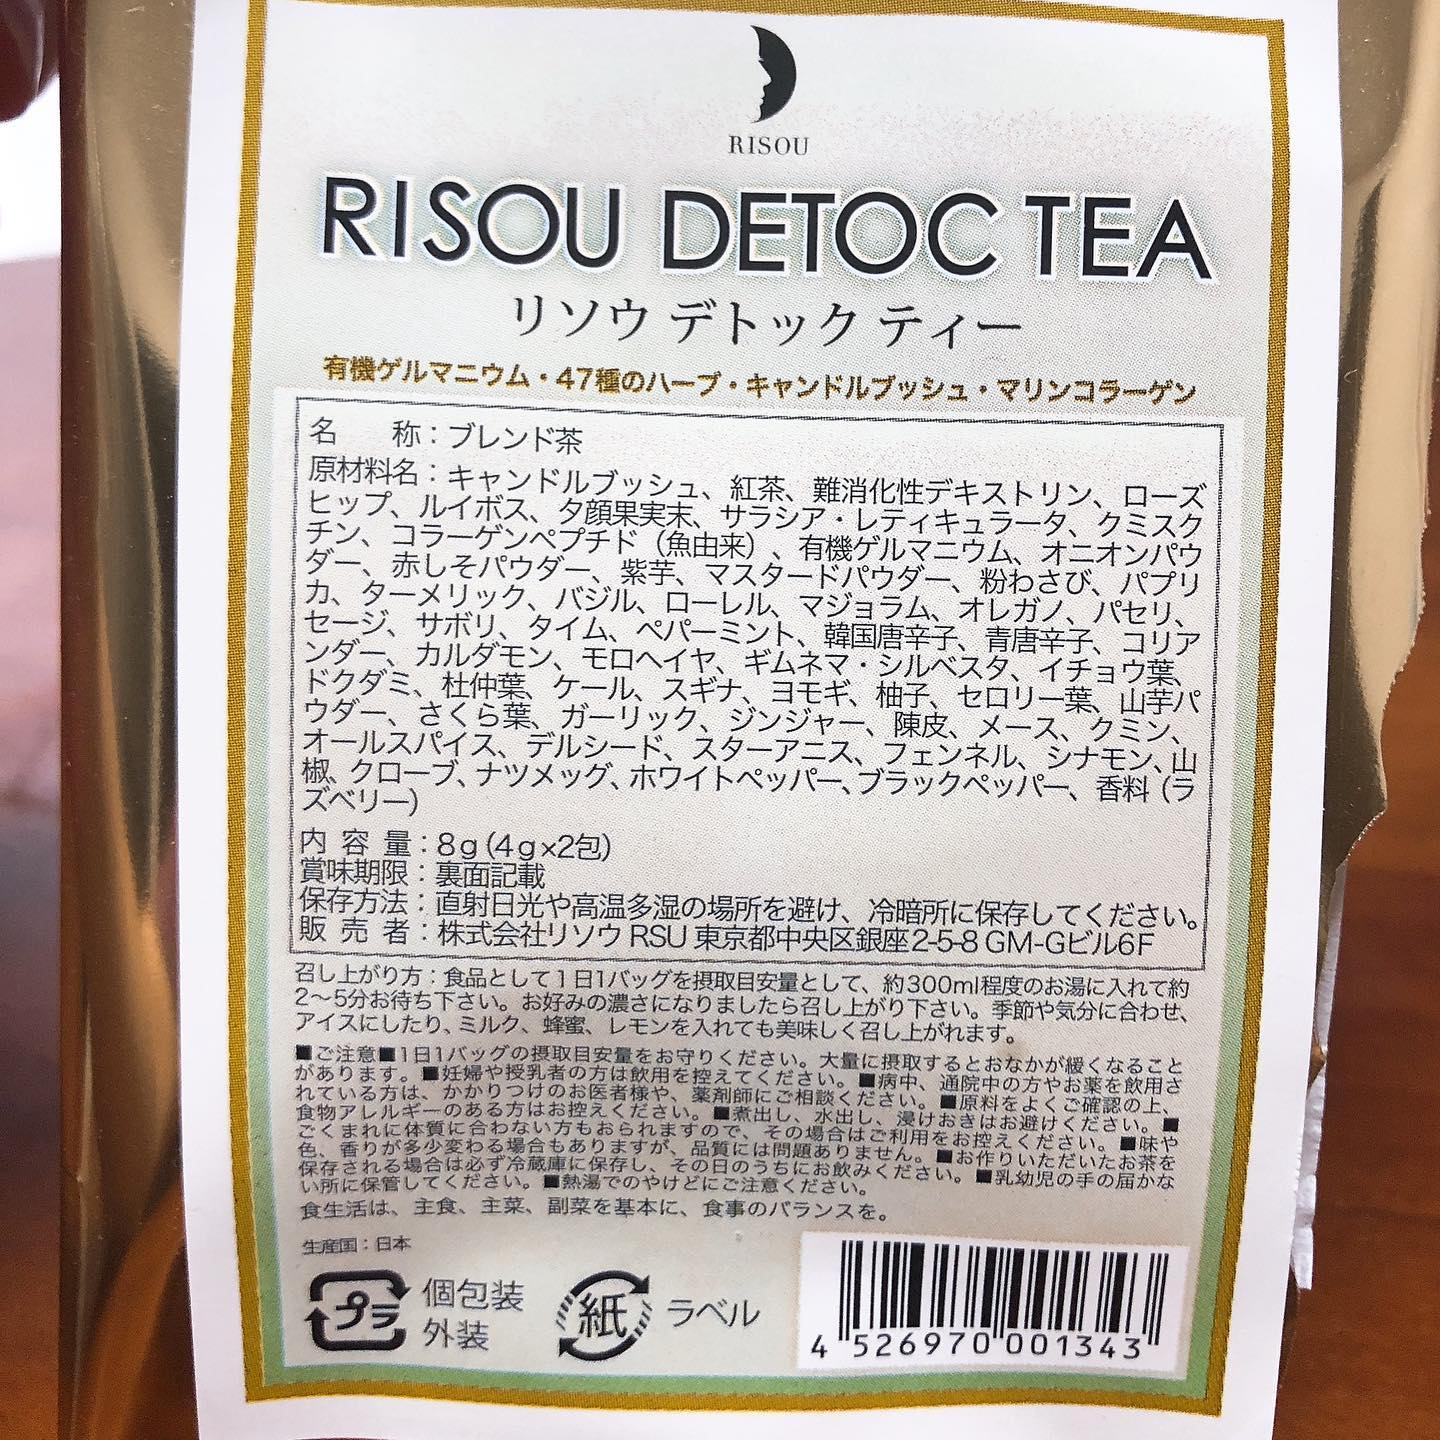 RISOU
RISOU DETOC TEA
リソウ デトック ティー
有機ゲルマニウム・47種のハーブ・キャンドルブッシュ・マリンコラーゲン
名　称：ブレンド茶
原材料名：キャンドルブッシュ、紅茶、難消化性デキストリン、ローズ
ヒップ、ルイボス、夕顔果実末、サラシア・レティキュラータ、クミスク
チン、コラーゲンペプチド（魚由来）、有機ゲルマニウム、オニオンパウ
ダー、赤しそパウダー、紫芋、マスタードパウダー、粉わさび、パプリ
カ、ターメリック、バジル、ローレル、マジョラム、オレガノ、パセリ、
セージ、サボリ、タイム、ペパーミント、韓国唐辛子、青唐辛子、コリア
ンダー、カルダモン、モロヘイヤ、ギムネマ・シルベスタ、イチョウ葉、
ドクダミ、杜仲葉、ケール、スギナ、ヨモギ、柚子、セロリー葉、山芋パ
ウダー、さくら葉、ガーリック、ジンジャー、陳皮、メース、クミン、
オールスパイス、デルシード、スターアニス、フェンネル、シナモン、山
椒、クローブ、ナツメッグ、ホワイトペッパー、ブラックペッパー、香料（ラ
ズベリー）
内容量：8g（4g×2包）
賞味期限：裏面記載
保存方法：直射日光や高温多湿の場所を避け、冷暗所に保存してください。
販売者：株式会社リソウ RSU 東京都中央区銀座2-5-8 GM-Gビル6F
召し上がり方：食品として1日1バッグを摂取目安量として、約300ml程度のお湯に入れて約
2〜5分お待ち下さい。お好みの濃さになりましたら召し上がり下さい。季節や気分に合わせ、
アイスにしたり、ミルク、蜂蜜、レモンを入れても美味しく召し上がれます。
■ご注意■1日1バッグの摂取目安量をお守りください。大量に摂取するとおなかが緩くなること
があります。■妊婦や授乳者の方は飲用を控えてください。■病中、通院中の方やお薬を飲用さ
れている方は、かかりつけのお医者様や、薬剤師にご相談ください。■原料をよくご確認の上、
食物アレルギーのある方はお控えください。■煮出し、水出し、浸けおきはお避けください。■
ごくまれに体質に合わない方もおられますので、その場合はご利用をお控えください。■味や
色、香りが多少変わる場合もありますが、品質には問題ありません。■お作りいただいたお茶を
保存される場合は必ず冷蔵庫に保存し、その日のうちにお飲みください。■乳幼児の手の届かな
い所に保管してください。■熱湯でのやけどにご注意ください。
食生活は、主食、主菜、副菜を基本に、食事のバランスを。
生産国：日本
プラ 個包装
外装
紙 ラベル
4 526970 001343